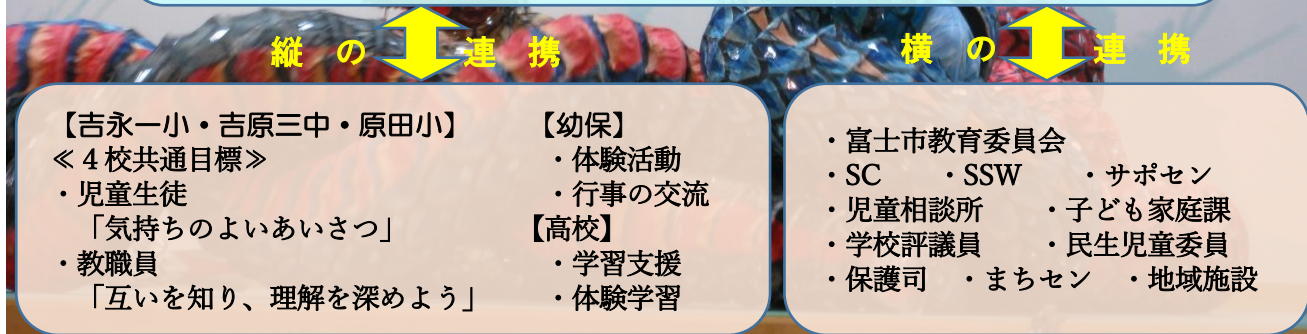 縦の連携
横の連携
【吉永一小・吉原三中・原田小】
≪４校共通目標≫
・児童生徒
「気持ちのよいあいさつ」
・教職員
「互いを知り、理解を深めよう」
【幼保】
・体験活動
・行事の交流
【高校】
・学習支援
・体験学習
・富士市教育委員会
・SC ・SSW ・サポセン
・児童相談所 ・子ども家庭課
・学校評議員 ・民生児童委員
・保護司 ・まちセン ・地域施設